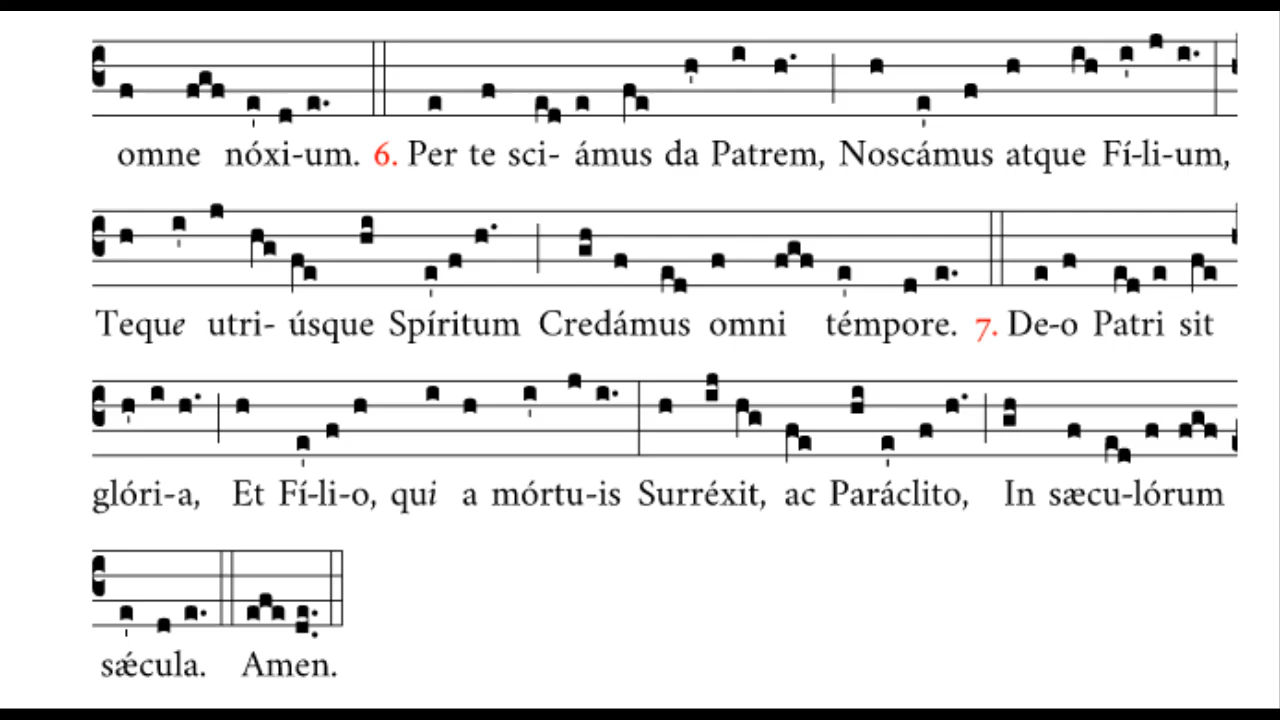 omne nóxi-um. 6. Per te sci- ámus da Patrem, Noscámus atque Fí-li-um,
Teque utri- úsque Spíritum Credámus omni témpore. 7. De-o Patri sit
glóri-a, Et Fí-li-o, qui a mórtu-is Surréxit, ac Paráclito, In sæcu-lórum
sǽcula. Amen.